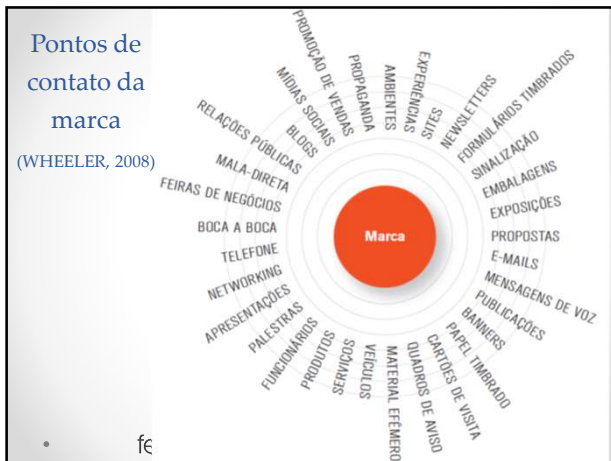 Pontos de
contato da
marca
(WHEELER, 2008)
Marca
AMBIENTES
EXPERIÊNCIAS
SITES
NEWSLETTERS
FORMULÁRIOS TIMBRADOS
SINALIZAÇÃO
EMBALAGENS
EXPOSIÇÕES
PROPOSTAS
E-MAILS
MENSAGENS DE VOZ
PUBLICAÇÕES
BANNERS
PAPEL TIMBRADO
CARTÕES DE VISITA
QUADROS DE AVISO
MATERIAL EFÊMERO
VEÍCULOS
SERVIÇOS
PRODUTOS
FUNCIONÁRIOS
PALESTRAS
APRESENTAÇÕES
NETWORKING
TELEFONE
BOCA A BOCA
FEIRAS DE NEGÓCIOS
MALA-DIRETA
RELAÇÕES PÚBLICAS
BLOGS
MÍDIAS SOCIAIS
PROMOÇÃO DE VENDAS
PROPAGANDA